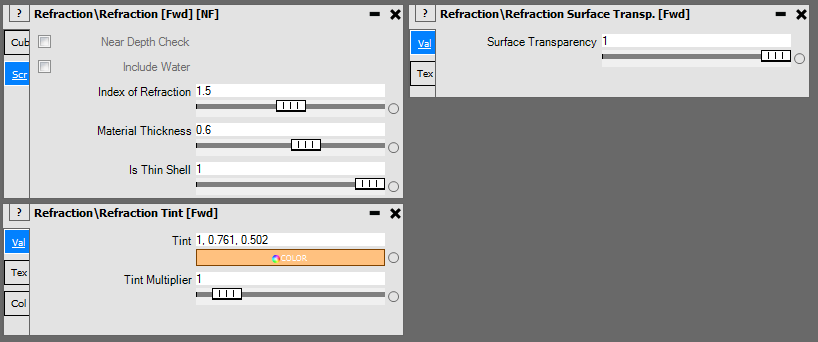 ?
Refraction\Refraction [Fwd] [NF]
Cub
Near Depth Check
Scr
Include Water
Index of Refraction 1.5
Material Thickness 0.6
Is Thin Shell 1
?
Refraction\Refraction Surface Transp. [Fwd]
Val
Surface Transparency 1
Tex
?
Refraction\Refraction Tint [Fwd]
Val
Tint 1, 0.761, 0.502
COLOR
Tex
Tint Multiplier 1
Col